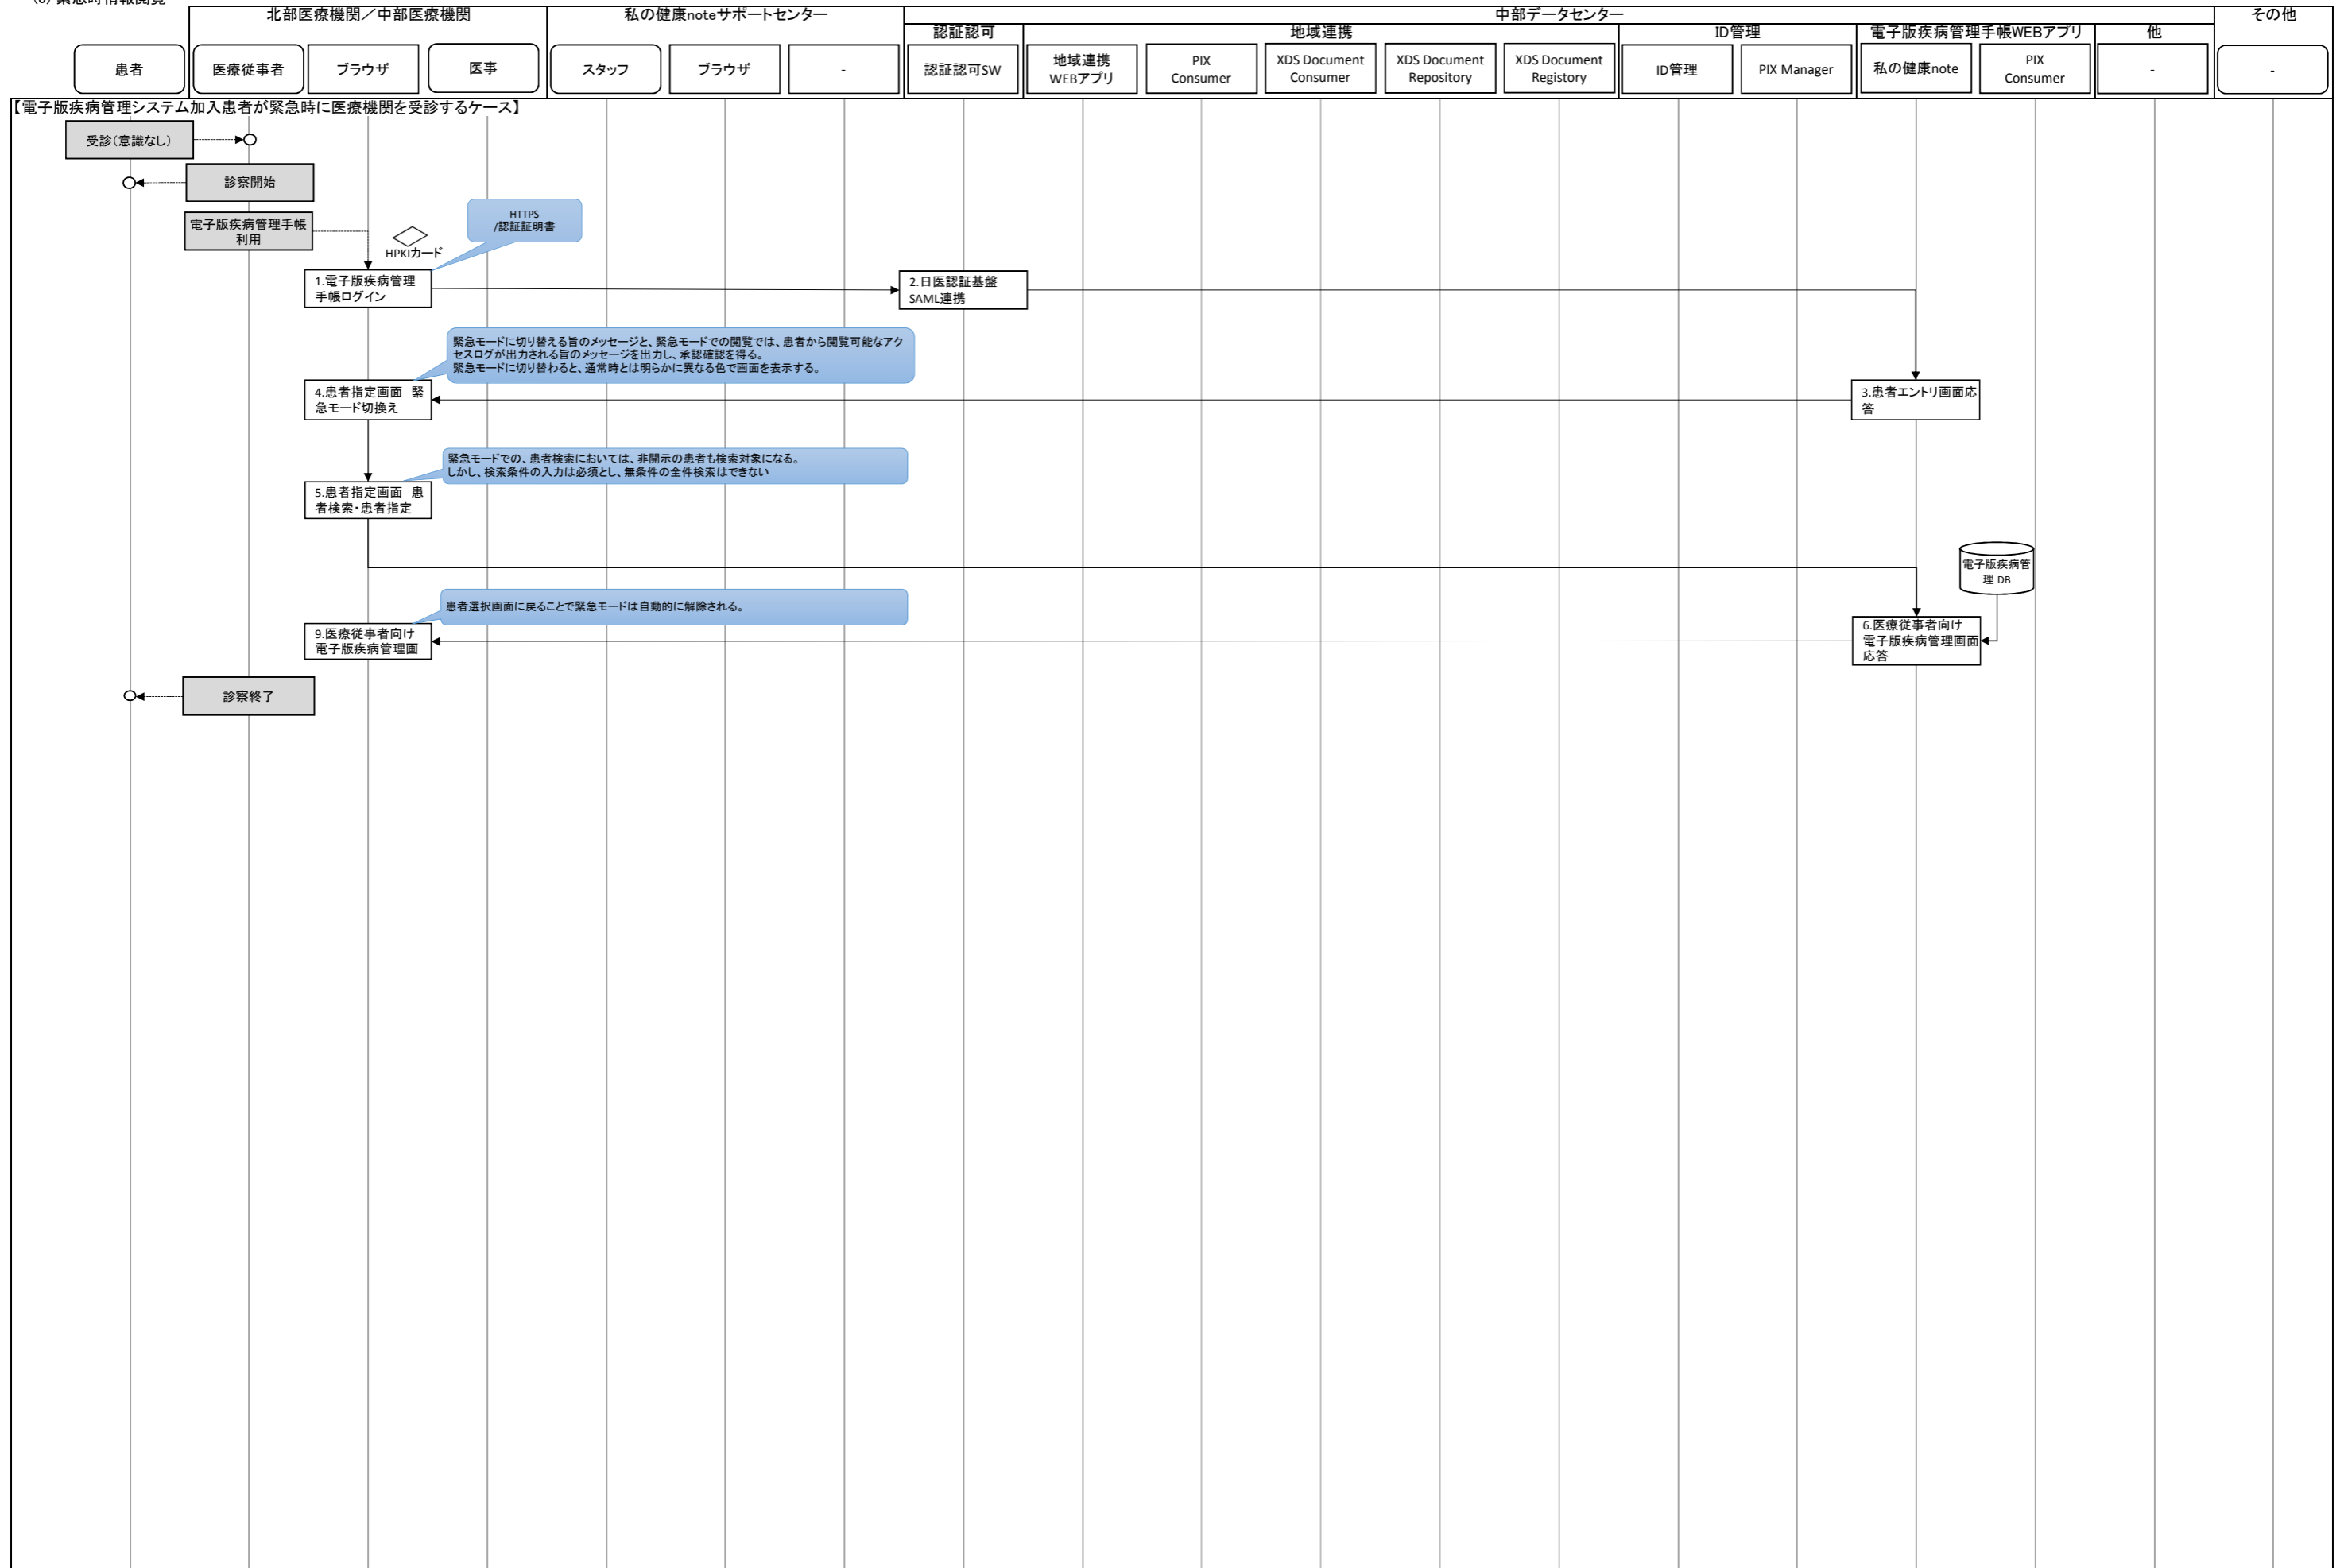 緊急時情報閲覧
北部医療機関／中部医療機関
私の健康noteサポートセンター
中部データセンター
その他
認証認可
地域連携
ID管理
電子版疾病管理手帳WEBアプリ
他
患者
医療従事者
ブラウザ
医事
スタッフ
ブラウザ
-
認証認可SW
地域連携
WEBアプリ
PIX
Consumer
XDS Document
Consumer
XDS Document
Repository
XDS Document
Registory
ID管理
PIX Manager
私の健康note
PIX
Consumer
-
-
【電子版疾病管理システム加入患者が緊急時に医療機関を受診するケース】
受診（意識なし）
診察開始
電子版疾病管理手帳
利用
HPKIカード
HTTPS
/認証証明書
1.電子版疾病管理
手帳ログイン
2.日医認証基盤
SAML連携
緊急モードに切り替える旨のメッセージと、緊急モードでの閲覧では、患者から閲覧可能なアク
セスログが出力される旨のメッセージを出力し、承認確認を得る。
緊急モードに切り替わると、通常時とは明らかに異なる色で画面を表示する。
4.患者指定画面　緊
急モード切換え
3.患者エントリ画面応
答
緊急モードでの、患者検索においては、非開示の患者も検索対象になる。
しかし、検索条件の入力は必須とし、無条件の全件検索はできない
5.患者指定画面　患
者検索・患者指定
電子版疾病管
理 DB
患者選択画面に戻ることで緊急モードは自動的に解除される。
9.医療従事者向け
電子版疾病管理画
6.医療従事者向け
電子版疾病管理画面
応答
診察終了